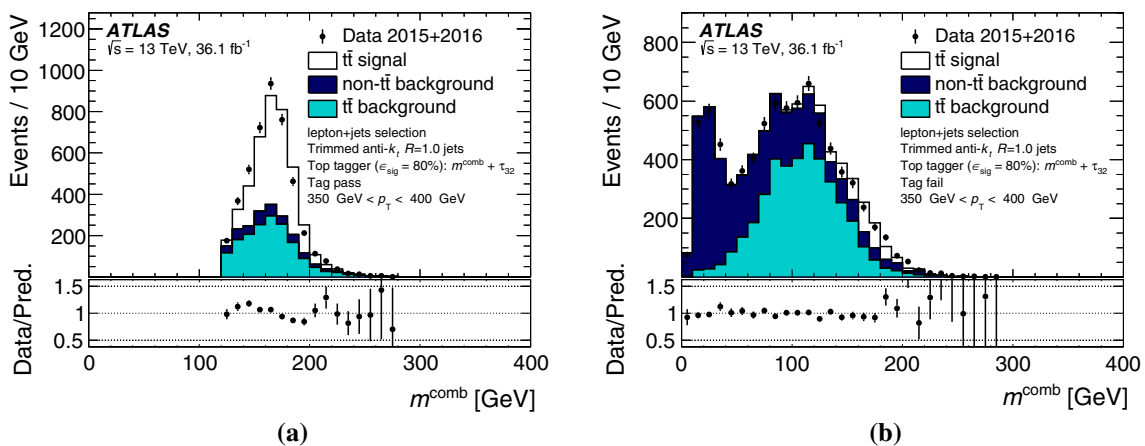 ATLAS
√s = 13 TeV, 36.1 fb⁻¹
Data 2015+2016
tt̄ signal
non-tt̄ background
tt̄ background
lepton+jets selection
Trimmed anti-kₜ R=1.0 jets
Top tagger (ϵsig = 80%): mᶜᵒᵐᵇ + τ₃₂
Tag pass
350 GeV < pT < 400 GeV
Events / 10 GeV
1200
1000
800
600
400
200
Data/Pred.
1.5
1
0.5
0 100 200 300 400
mᶜᵒᵐᵇ [GeV]
(a)
ATLAS
√s = 13 TeV, 36.1 fb⁻¹
Data 2015+2016
tt̄ signal
non-tt̄ background
tt̄ background
lepton+jets selection
Trimmed anti-kₜ R=1.0 jets
Top tagger (ϵsig = 80%): mᶜᵒᵐᵇ + τ₃₂
Tag fail
350 GeV < pT < 400 GeV
Events / 10 GeV
800
600
400
200
Data/Pred.
1.5
1
0.5
0 100 200 300 400
mᶜᵒᵐᵇ [GeV]
(b)